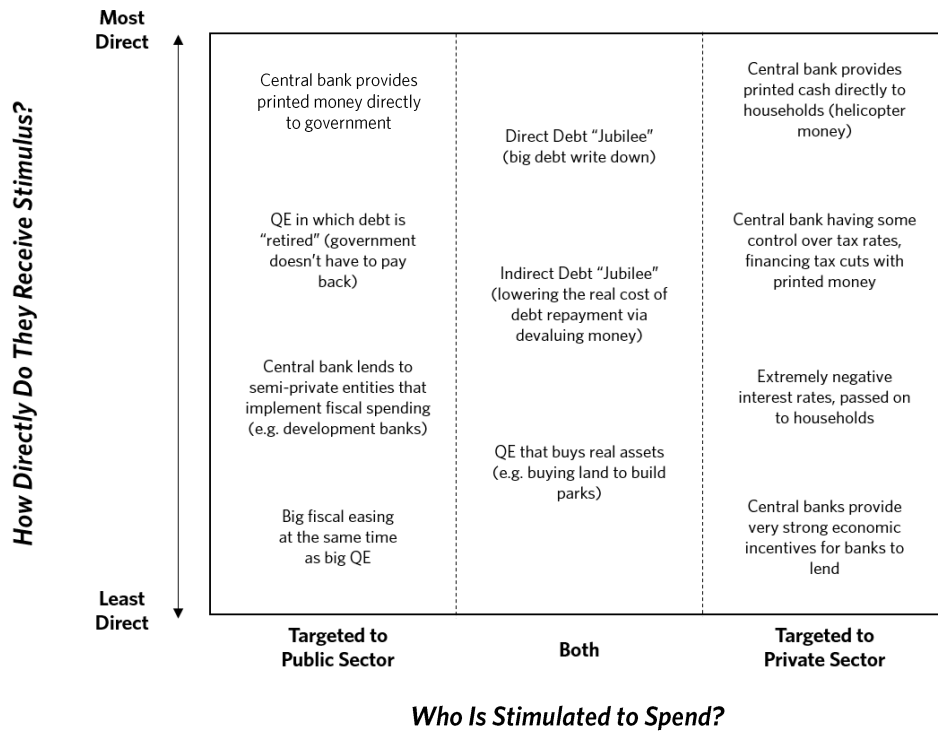 Most
Direct
How Directly Do They Receive Stimulus?
Least
Direct
Central bank provides
printed money directly
to government
QE in which debt is
“retired” (government
doesn’t have to pay
back)
Central bank lends to
semi-private entities that
implement fiscal spending
(e.g. development banks)
Big fiscal easing
at the same time
as big QE
Direct Debt “Jubilee”
(big debt write down)
Indirect Debt “Jubilee”
(lowering the real cost of
debt repayment via
devaluing money)
QE that buys real assets
(e.g. buying land to build
parks)
Central bank provides
printed cash directly to
households (helicopter
money)
Central bank having some
control over tax rates,
financing tax cuts with
printed money
Extremely negative
interest rates, passed on
to households
Central banks provide
very strong economic
incentives for banks to
lend
Targeted to
Public Sector
Both
Targeted to
Private Sector
Who Is Stimulated to Spend?